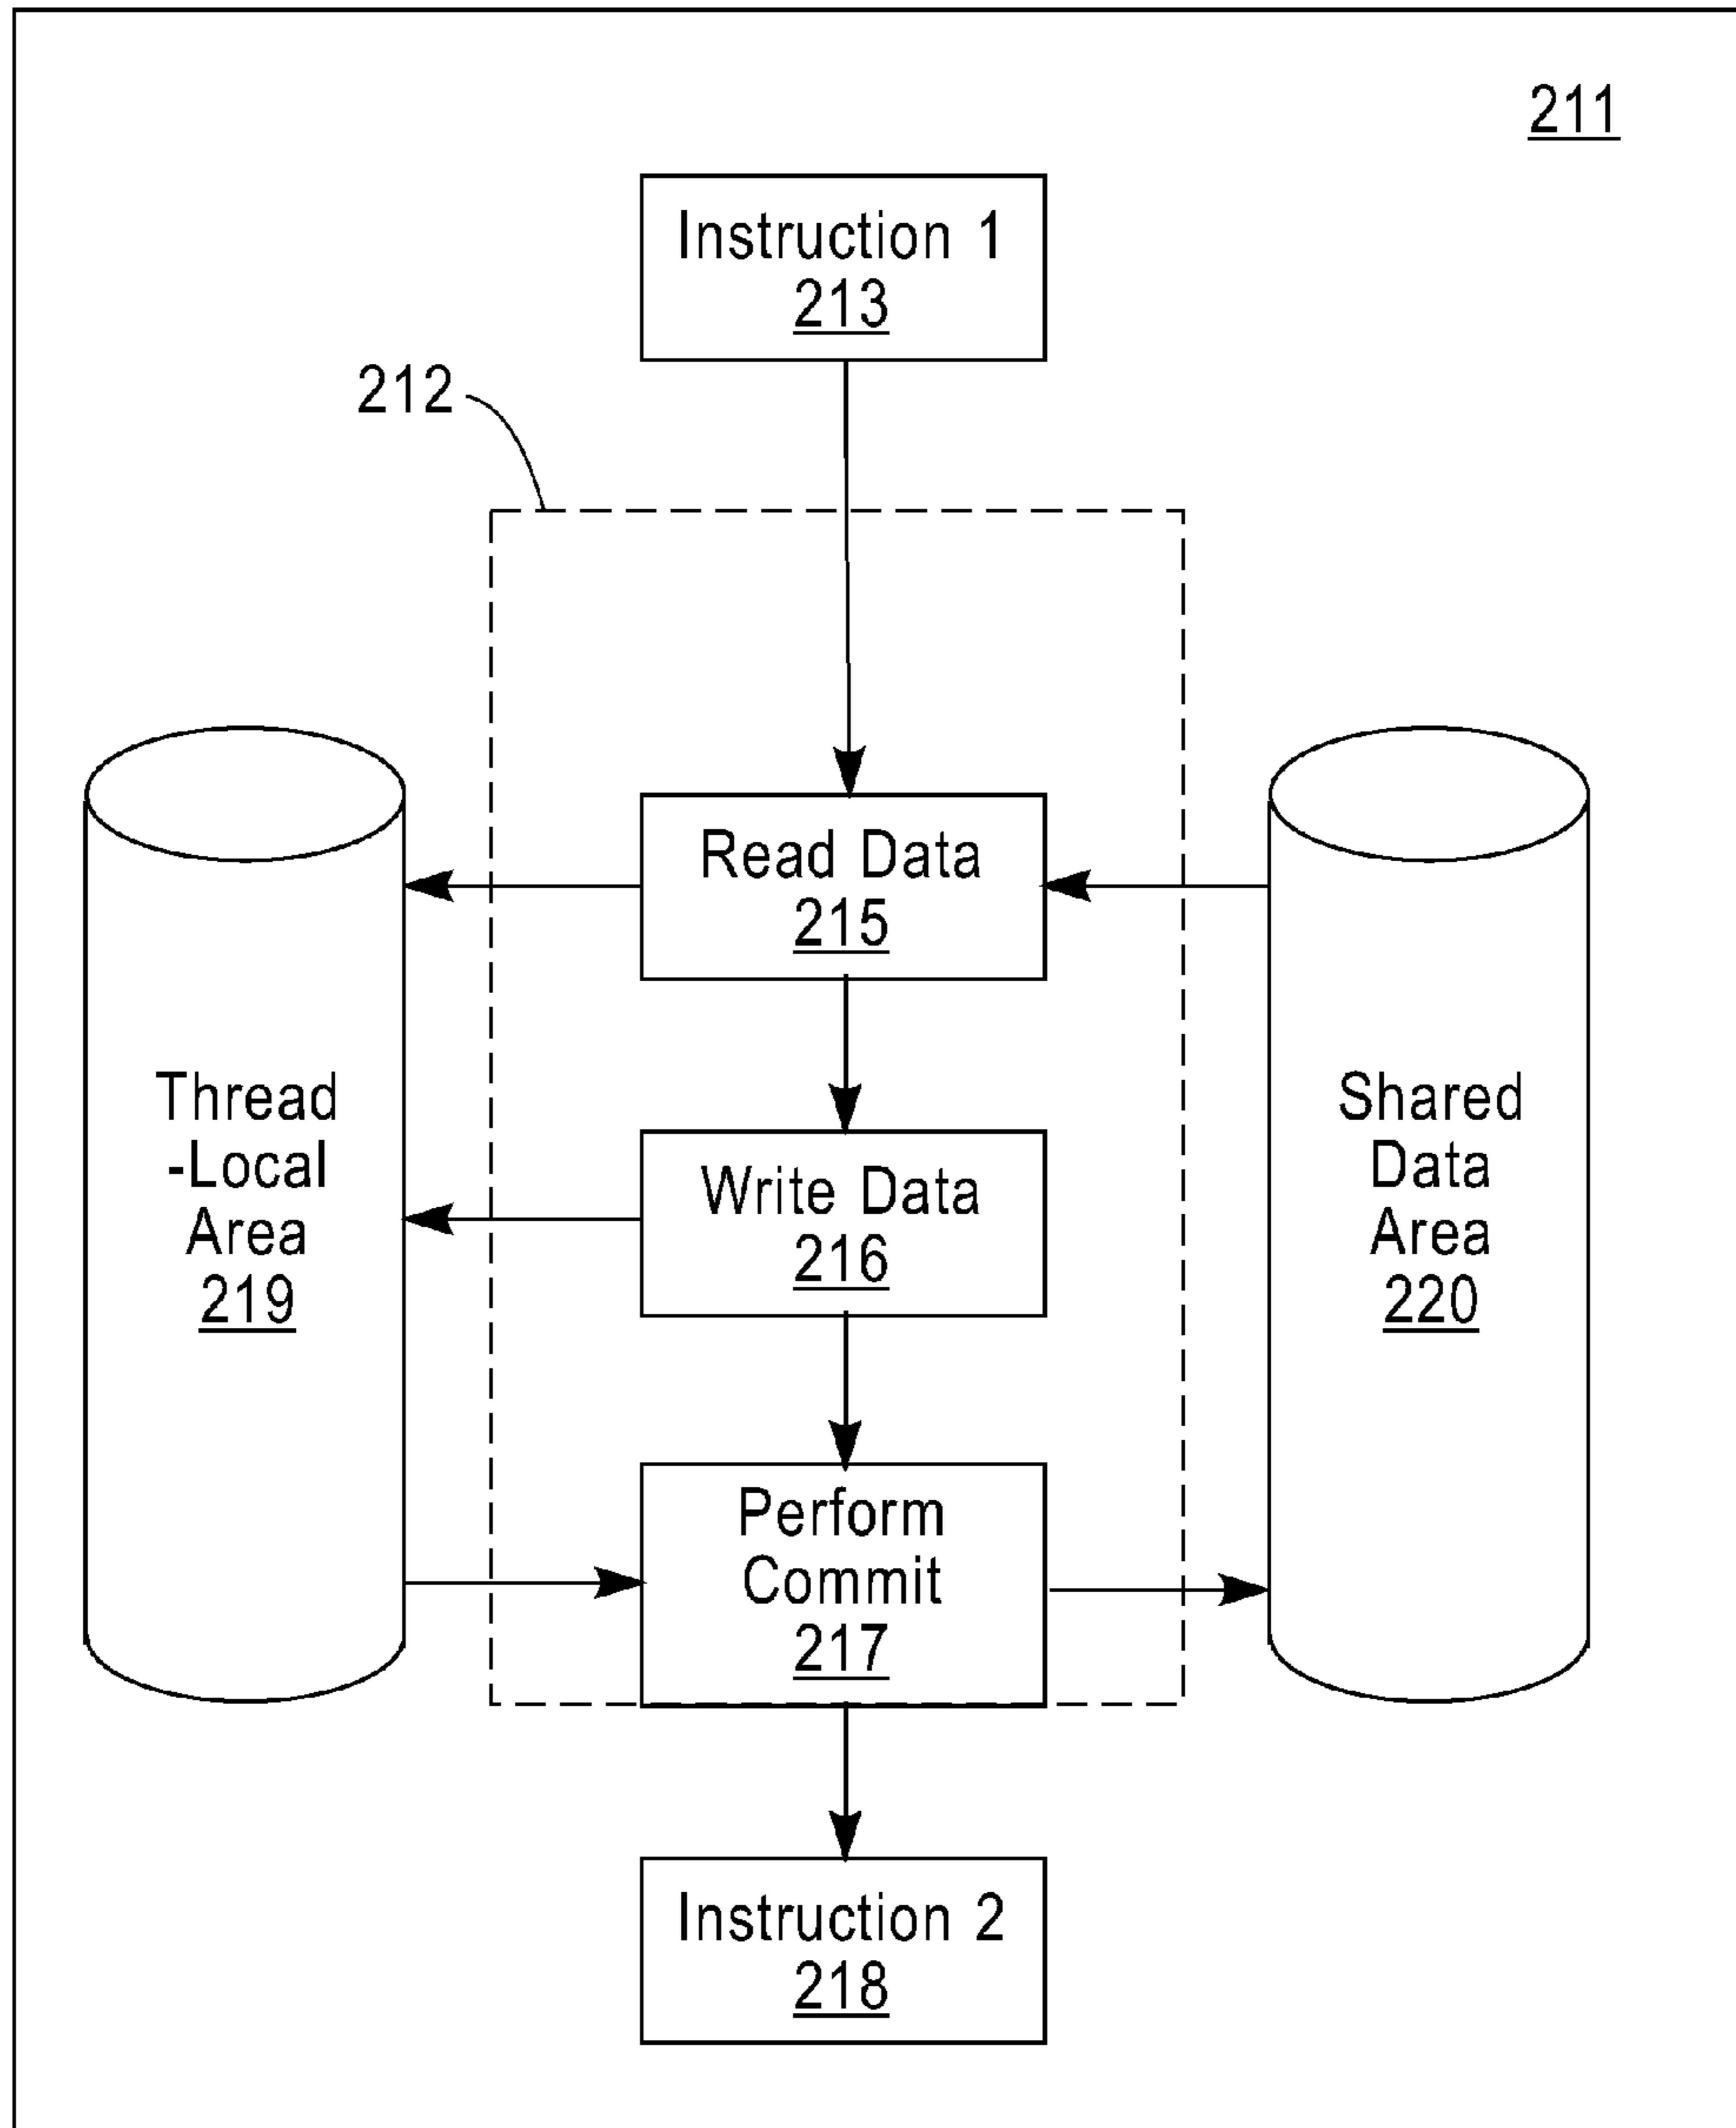 211
Instruction 1
213
212
Read Data
215
Thread
-Local
Area
219
Write Data
216
Shared
Data
Area
220
Perform
Commit
217
Instruction 2
218